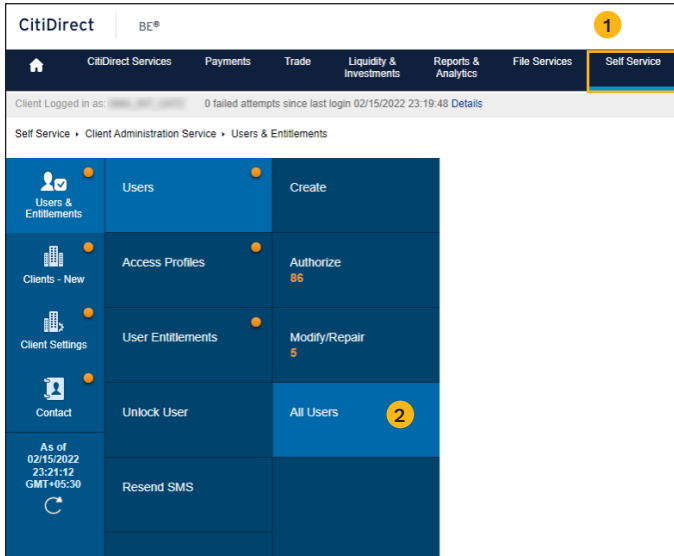 CitiDirect BE®
1
CitiDirect Services Payments Trade Liquidity & Investments Reports & Analytics File Services Self Service
Client Logged in as: 0 failed attempts since last login 02/15/2022 23:19:48 Details
Self Service ▸ Client Administration Service ▸ Users & Entitlements
Users & Entitlements
Users
Create
Clients - New
Access Profiles
Authorize
86
Client Settings
User Entitlements
Modify/Repair
5
Contact
Unlock User
All Users
2
As of
02/15/2022
23:21:12
GMT+05:30
Resend SMS